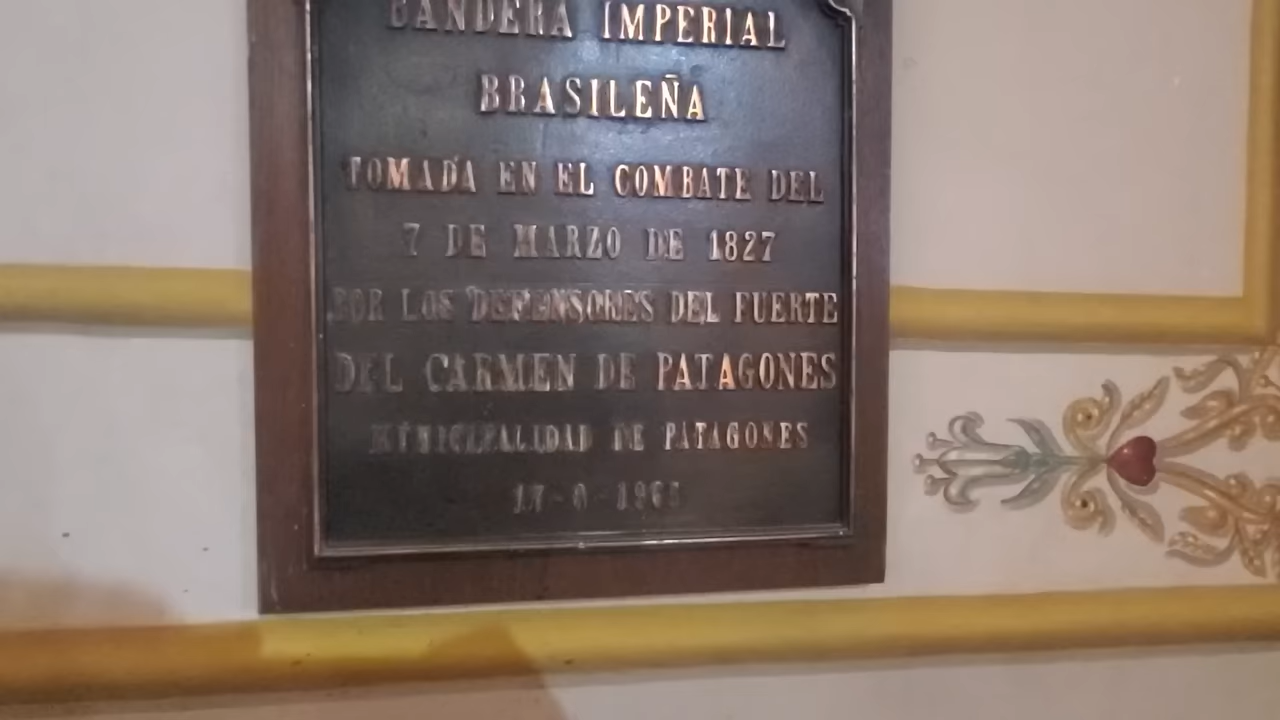 BANDERA IMPERIAL
BRASILEÑA
TOMADA EN EL COMBATE DEL
7 DE MARZO DE 1827
POR LOS DEFENSORES DEL FUERTE
DEL CARMEN DE PATAGONES
MUNICIPALIDAD DE PATAGONES